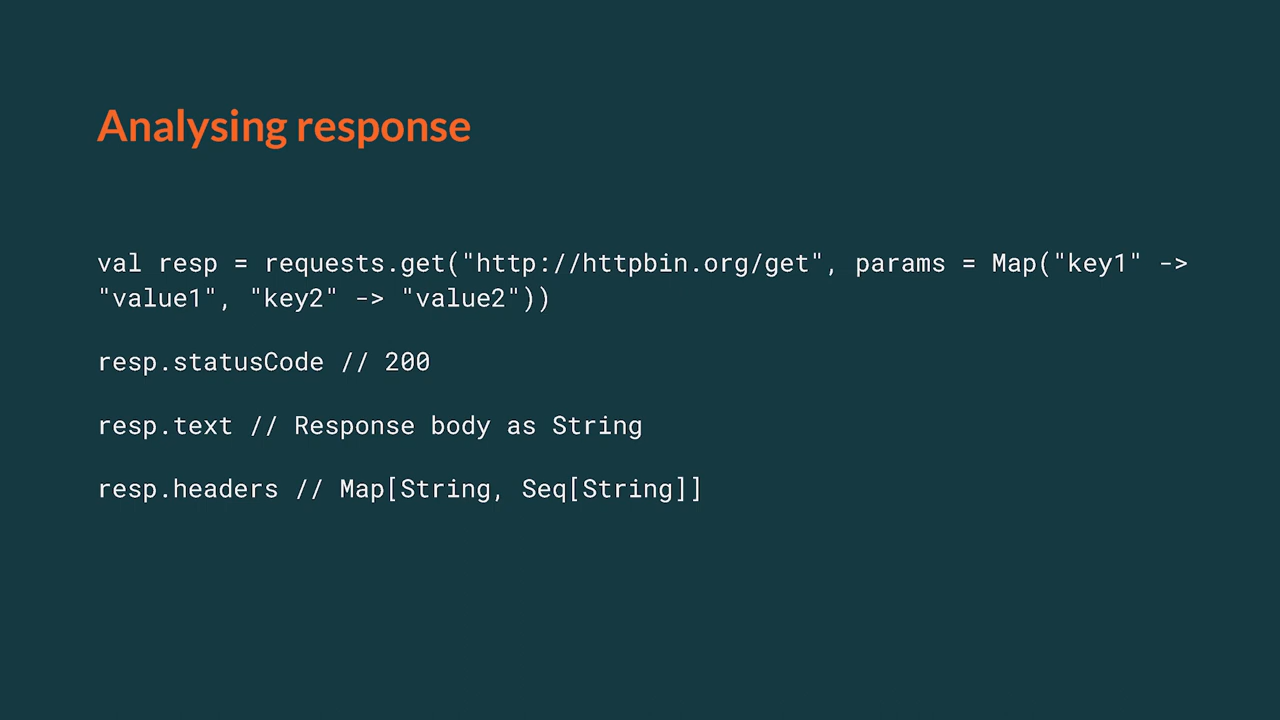 Analysing response
val resp = requests.get("http://httpbin.org/get", params = Map("key1" ->
"value1", "key2" -> "value2"))
resp.statusCode // 200
resp.text // Response body as String
resp.headers // Map[String, Seq[String]]